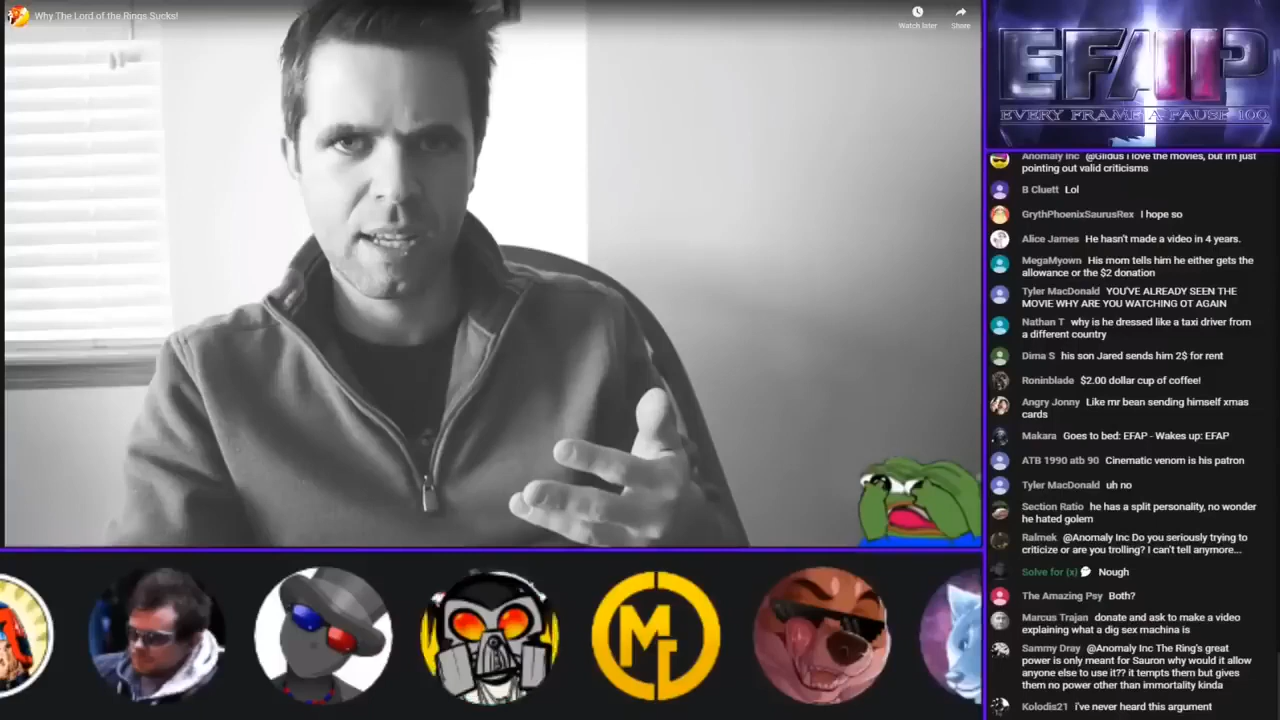 Why The Lord of the Rings Sucks!
Watch later
Share
EFAP
EVERY FRAME A PAUSE 100
Anomaly Inc @Gildus I love the movies, but im just
pointing out valid criticisms
B Cluett Lol
GrythPhoenixSaurusRex I hope so
Alice James He hasn't made a video in 4 years.
MegaMyown His mom tells him he either gets the
allowance or the $2 donation
Tyler MacDonald YOU'VE ALREADY SEEN THE
MOVIE WHY ARE YOU WATCHING OT AGAIN
Nathan T why is he dressed like a taxi driver from
a different country
Dima S his son Jared sends him 2$ for rent
Roninblade $2.00 dollar cup of coffee!
Angry Jonny Like mr bean sending himself xmas
cards
Makara Goes to bed: EFAP - Wakes up: EFAP
ATB 1990 atb 90 Cinematic venom is his patron
Tyler MacDonald uh no
Section Ratio he has a split personality, no wonder
he hated golem
Ralmek @Anomaly Inc Do you seriously trying to
criticize or are you trolling? I can't tell anymore...
Solve for (x) Nough
The Amazing Psy Both?
Marcus Trajan donate and ask to make a video
explaining what a dig sex machina is
Sammy Dray @Anomaly Inc The Ring's great
power is only meant for Sauron why would it allow
anyone else to use it?? it tempts them but gives
them no power other than immortality kinda
Kolodis21 i've never heard this argument